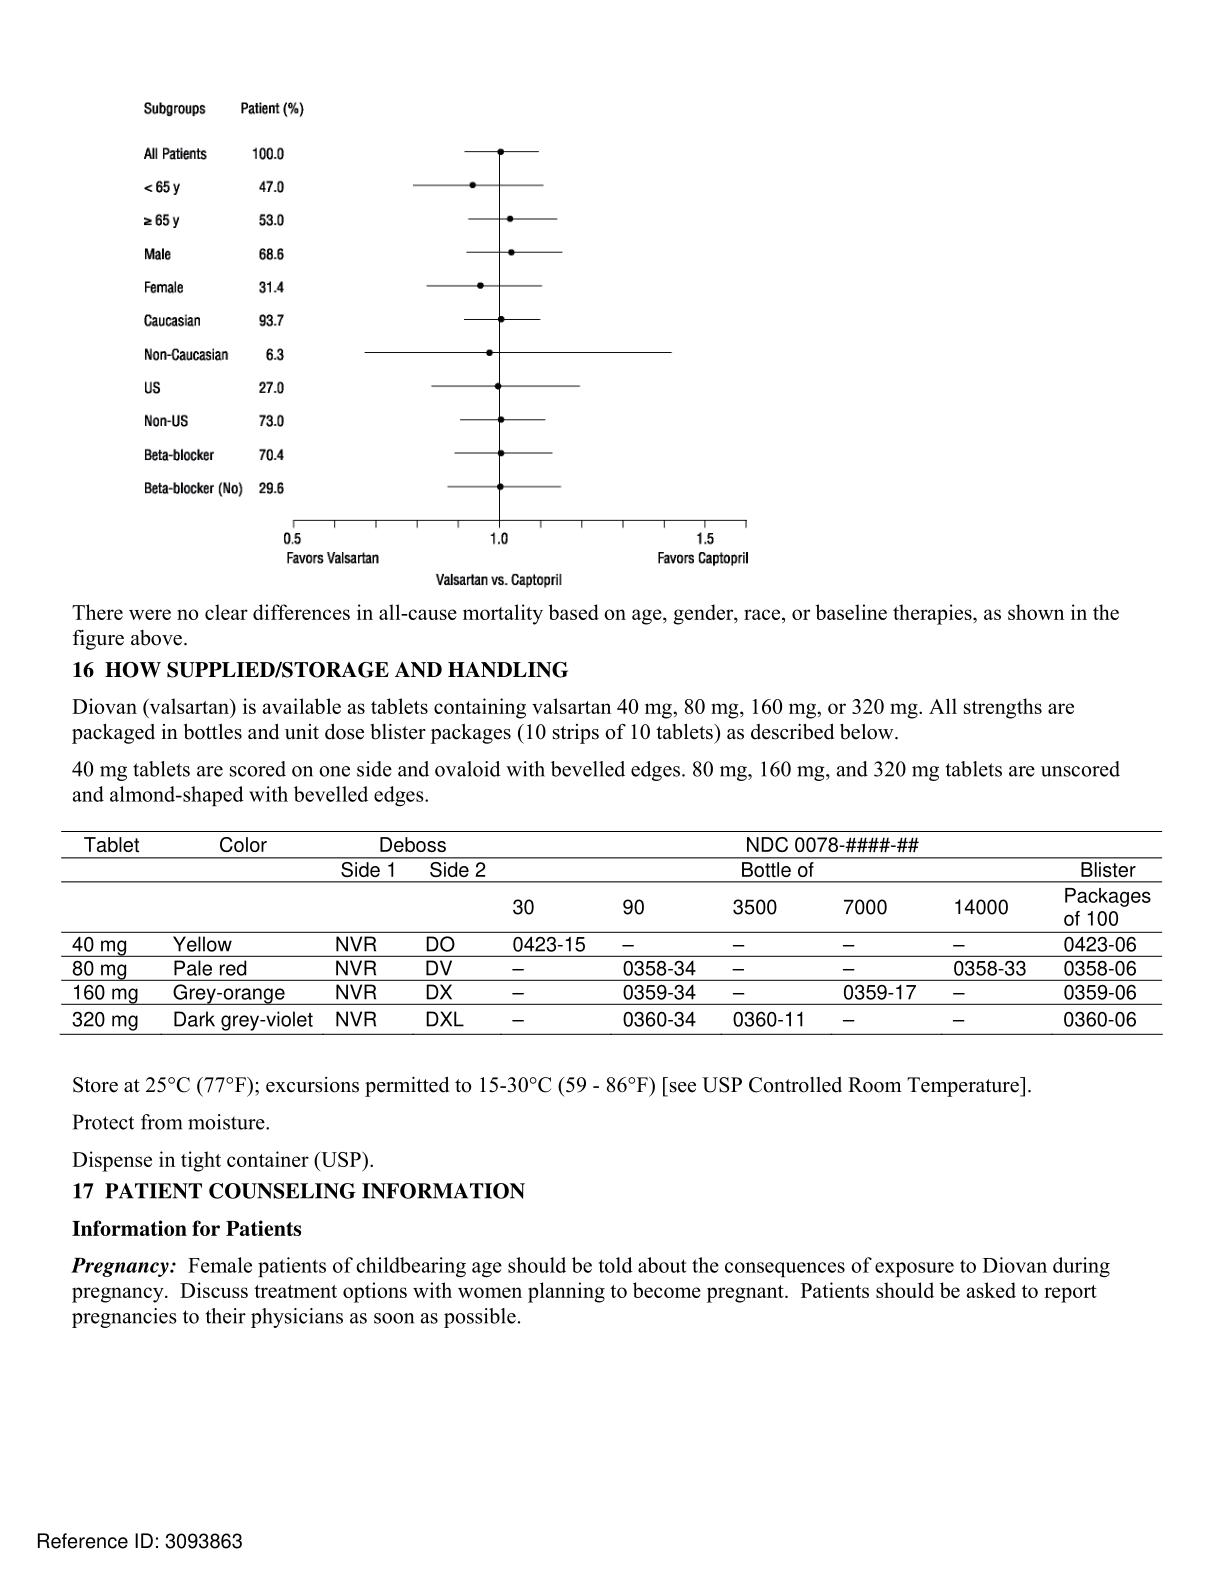 Subgroups Patient (%)
All Patients 100.0
< 65 y 47.0
≥ 65 y 53.0
Male 68.6
Female 31.4
Caucasian 93.7
Non-Caucasian 6.3
US 27.0
Non-US 73.0
Beta-blocker 70.4
Beta-blocker (No) 29.6
0.5 1.0 1.5
Favors Valsartan Favors Captopril
Valsartan vs. Captopril
There were no clear differences in all-cause mortality based on age, gender, race, or baseline therapies, as shown in the
figure above.
16 HOW SUPPLIED/STORAGE AND HANDLING
Diovan (valsartan) is available as tablets containing valsartan 40 mg, 80 mg, 160 mg, or 320 mg. All strengths are
packaged in bottles and unit dose blister packages (10 strips of 10 tablets) as described below.
40 mg tablets are scored on one side and ovaloid with bevelled edges. 80 mg, 160 mg, and 320 mg tablets are unscored
and almond-shaped with bevelled edges.
Tablet Color Deboss NDC 0078-####-##
Side 1 Side 2 Bottle of Blister
30 90 3500 7000 14000 Packages
of 100
40 mg Yellow NVR DO 0423-15 – – – – 0423-06
80 mg Pale red NVR DV – 0358-34 – – 0358-33 0358-06
160 mg Grey-orange NVR DX – 0359-34 – 0359-17 – 0359-06
320 mg Dark grey-violet NVR DXL – 0360-34 0360-11 – – 0360-06
Store at 25°C (77°F); excursions permitted to 15-30°C (59 - 86°F) [see USP Controlled Room Temperature].
Protect from moisture.
Dispense in tight container (USP).
17 PATIENT COUNSELING INFORMATION
Information for Patients
Pregnancy: Female patients of childbearing age should be told about the consequences of exposure to Diovan during
pregnancy. Discuss treatment options with women planning to become pregnant. Patients should be asked to report
pregnancies to their physicians as soon as possible.
Reference ID: 3093863